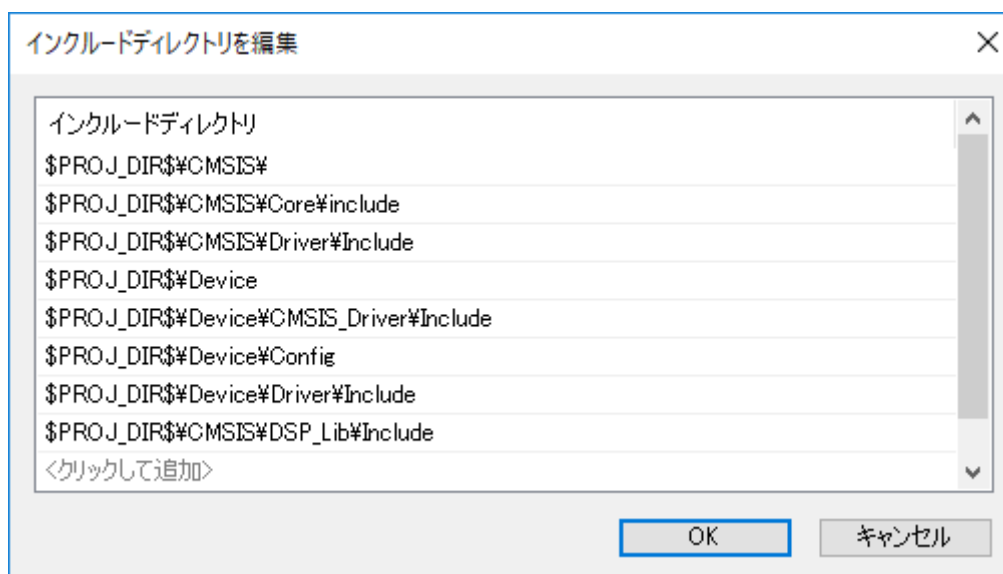 インクルードディレクトリを編集
インクルードディレクトリ
$PROJ_DIR$¥CMSIS¥
$PROJ_DIR$¥CMSIS¥Core¥include
$PROJ_DIR$¥CMSIS¥Driver¥Include
$PROJ_DIR$¥Device
$PROJ_DIR$¥Device¥CMSIS_Driver¥Include
$PROJ_DIR$¥Device¥Config
$PROJ_DIR$¥Device¥Driver¥Include
$PROJ_DIR$¥CMSIS¥DSP_Lib¥Include
<クリックして追加>
OK キャンセル